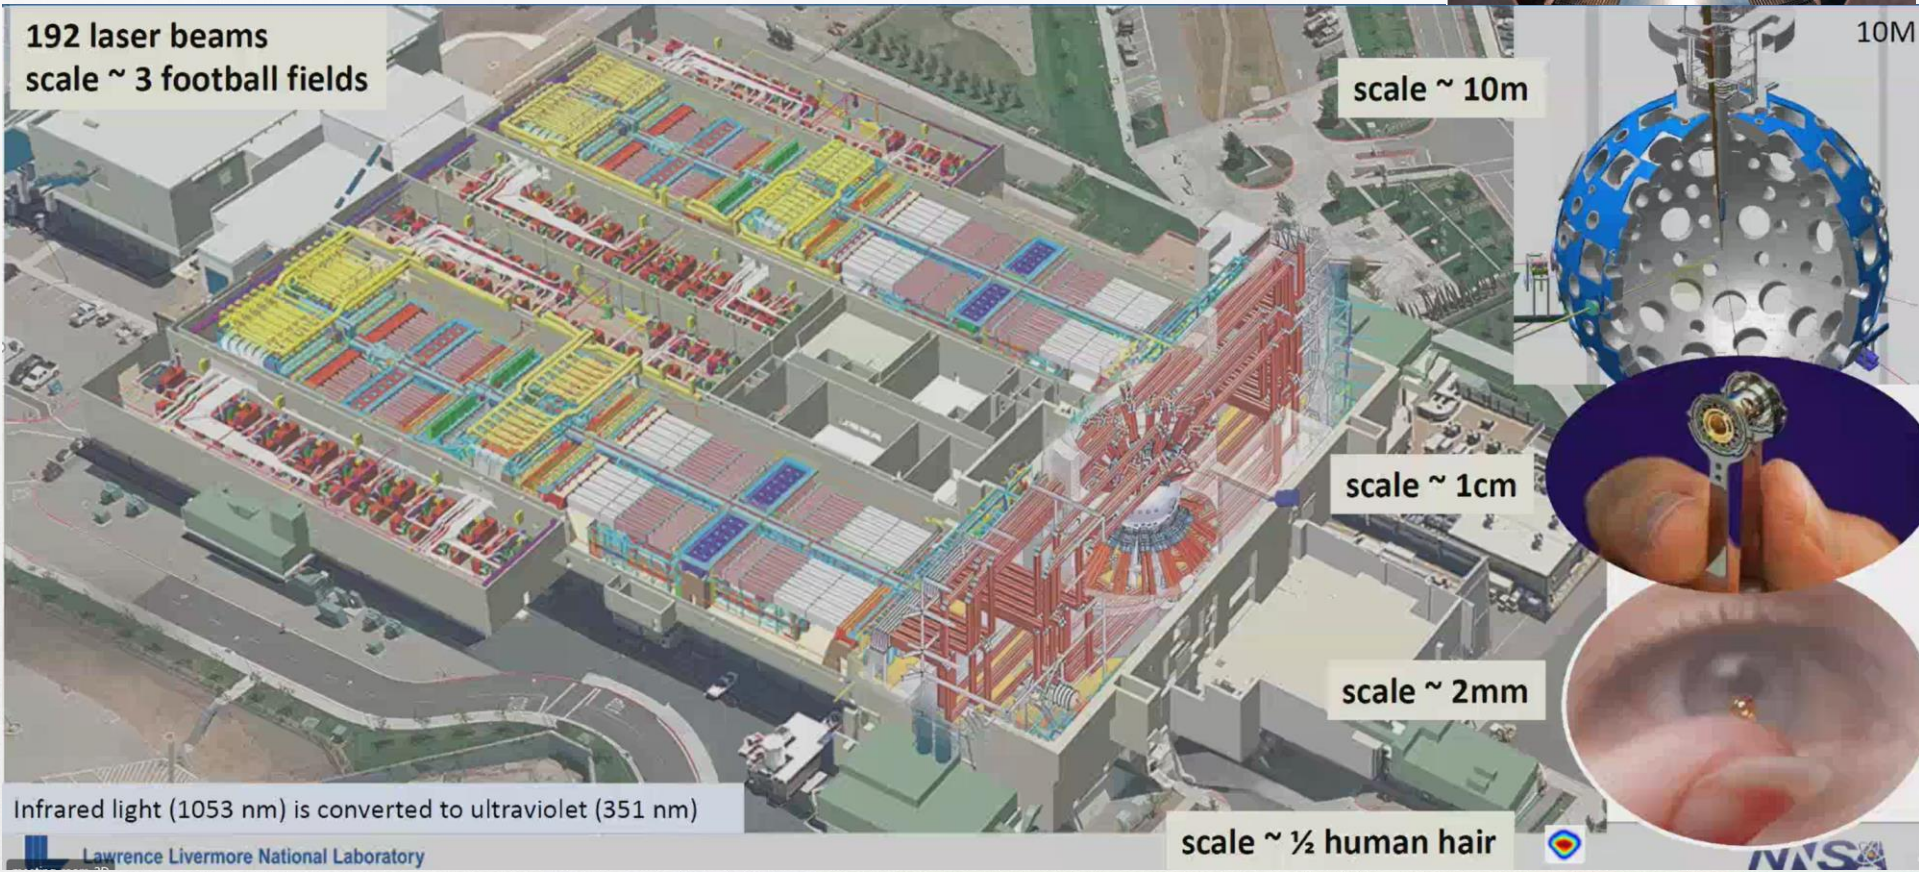 192 laser beams
scale ~ 3 football fields
10M
scale ~ 10m
scale ~ 1cm
scale ~ 2mm
Infrared light (1053 nm) is converted to ultraviolet (351 nm)
scale ~ ½ human hair
Lawrence Livermore National Laboratory
NNSA